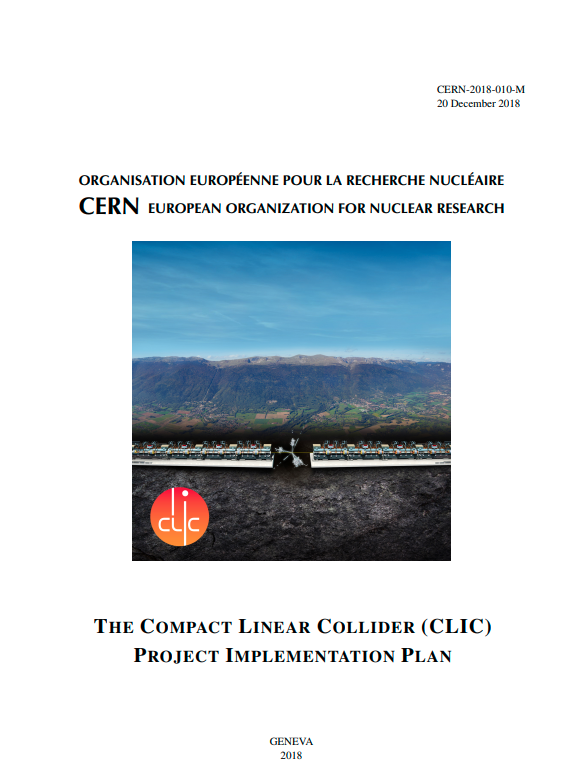 CERN-2018-010-M
20 December 2018
ORGANISATION EUROPÉENNE POUR LA RECHERCHE NUCLÉAIRE
CERN EUROPEAN ORGANIZATION FOR NUCLEAR RESEARCH
clic
THE COMPACT LINEAR COLLIDER (CLIC)
PROJECT IMPLEMENTATION PLAN
GENEVA
2018